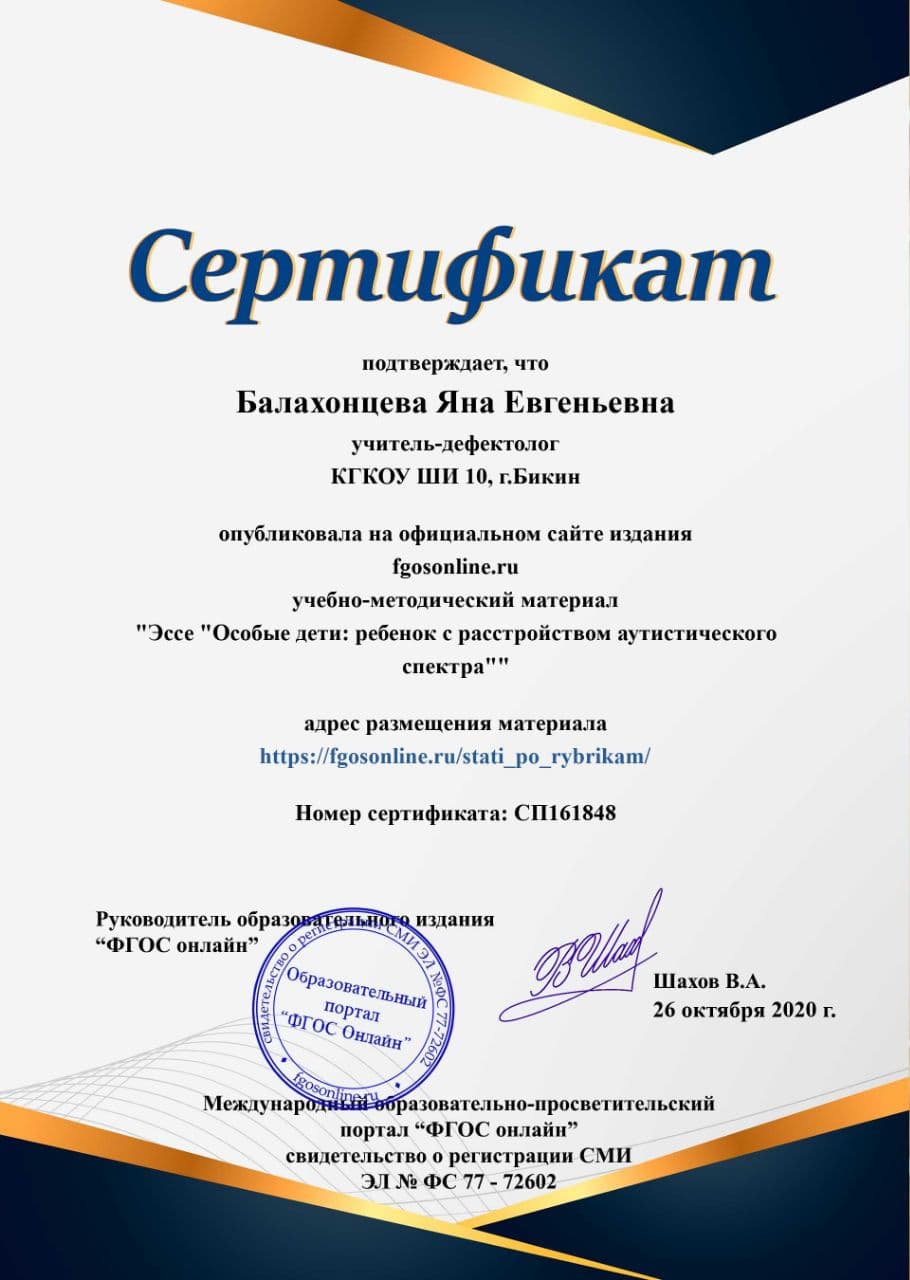 Сертификат
подтверждает, что
Балахонцева Яна Евгеньевна
учитель-дефектолог
КГКОУ ШИ 10, г.Бикин
опубликовала на официальном сайте издания
fgosonline.ru
учебно-методический материал
"Эссе "Особые дети: ребенок с расстройством аутистического
спектра""
адрес размещения материала
https://fgosonline.ru/stati_po_rybrikam/
Номер сертификата: СП161848
Руководитель образовательного издания
“ФГОС онлайн”
свидетельство о регистрации СМИ ЭЛ №ФС 77-72602
Образовательный
портал
“ФГОС Онлайн”
fgosonline.ru
ВШах
Шахов В.А.
26 октября 2020 г.
Международный образовательно-просветительский
портал “ФГОС онлайн”
свидетельство о регистрации СМИ
ЭЛ № ФС 77 - 72602